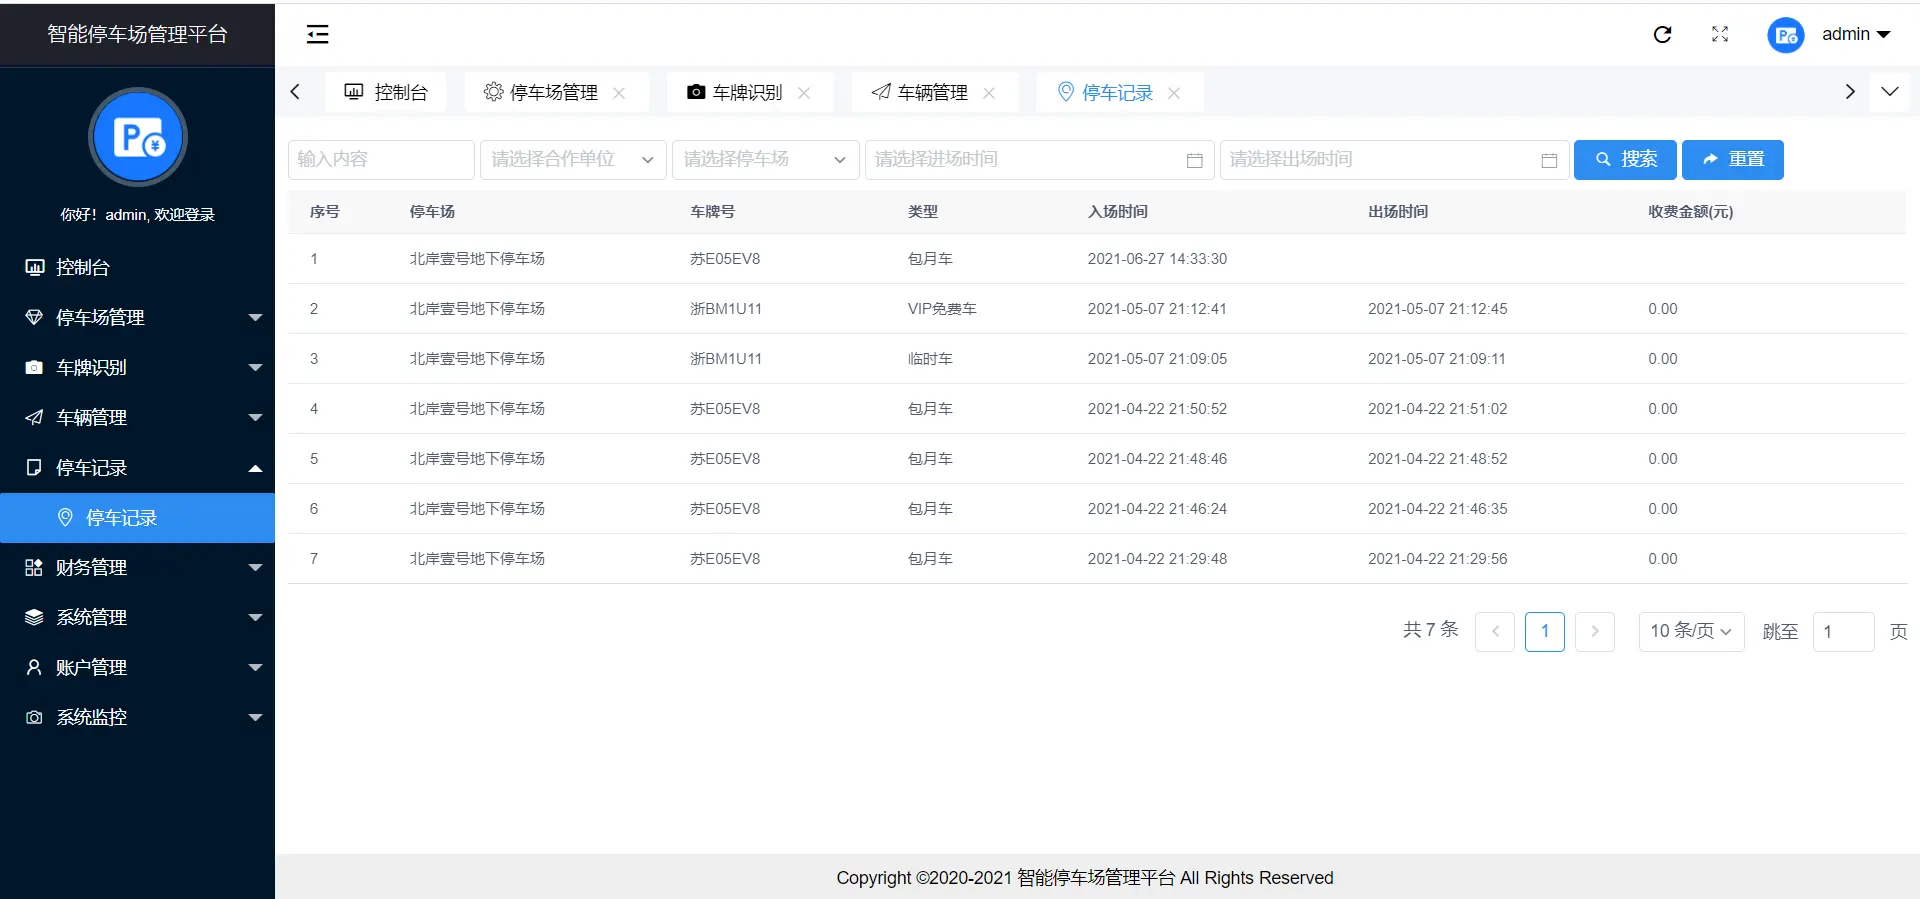 智能停车场管理平台
admin
控制台
停车场管理
车牌识别
车辆管理
停车记录
你好！admin, 欢迎登录
控制台
停车场管理
车牌识别
车辆管理
停车记录
停车记录
财务管理
系统管理
账户管理
系统监控
输入内容 请选择合作单位 请选择停车场 请选择进场时间 请选择出场时间 搜索 重置
序号 停车场 车牌号 类型 入场时间 出场时间 收费金额(元)
1 北岸壹号地下停车场 苏E05EV8 包月车 2021-06-27 14:33:30
2 北岸壹号地下停车场 浙BM1U11 VIP免费车 2021-05-07 21:12:41 2021-05-07 21:12:45 0.00
3 北岸壹号地下停车场 浙BM1U11 临时车 2021-05-07 21:09:05 2021-05-07 21:09:11 0.00
4 北岸壹号地下停车场 苏E05EV8 包月车 2021-04-22 21:50:52 2021-04-22 21:51:02 0.00
5 北岸壹号地下停车场 苏E05EV8 包月车 2021-04-22 21:48:46 2021-04-22 21:48:52 0.00
6 北岸壹号地下停车场 苏E05EV8 包月车 2021-04-22 21:46:24 2021-04-22 21:46:35 0.00
7 北岸壹号地下停车场 苏E05EV8 包月车 2021-04-22 21:29:48 2021-04-22 21:29:56 0.00
共 7 条 1 10 条/页 跳至 1 页
Copyright ©2020-2021 智能停车场管理平台 All Rights Reserved